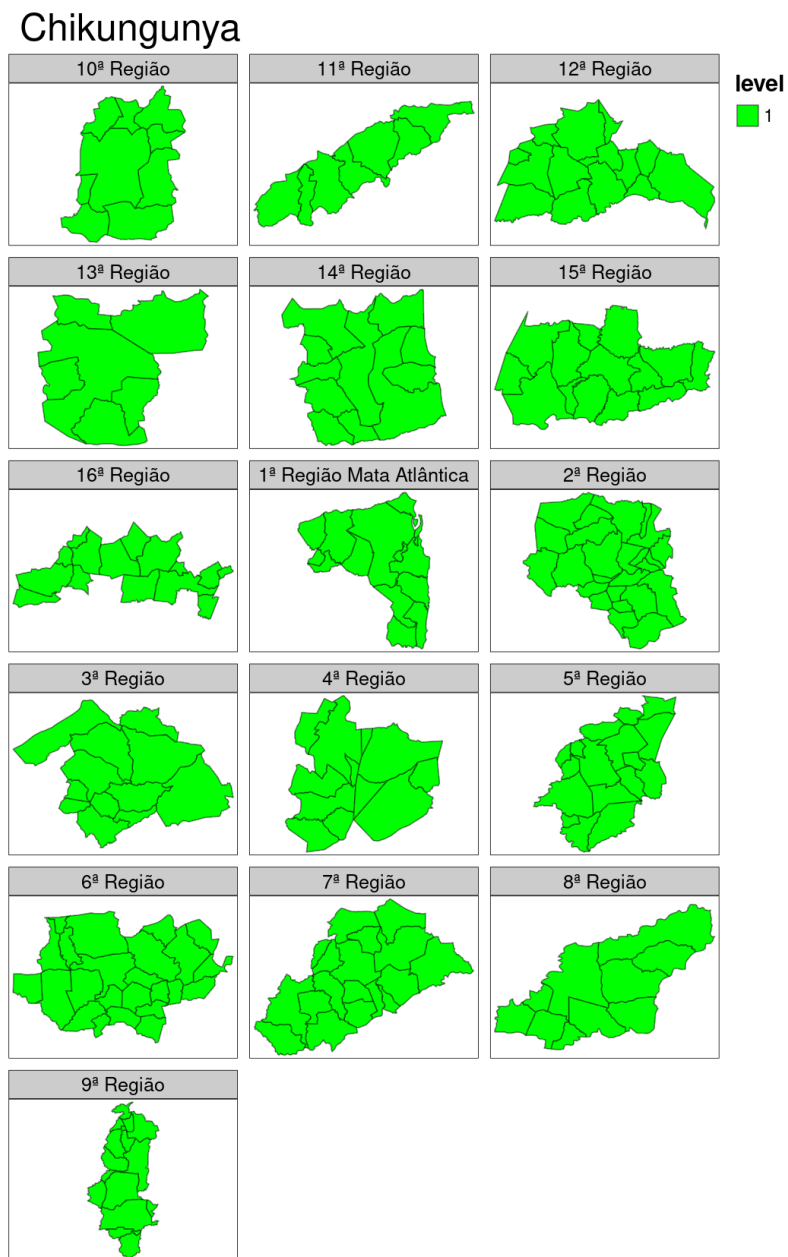 Chikungunya
10ª Região
11ª Região
12ª Região
level
1
13ª Região
14ª Região
15ª Região
16ª Região
1ª Região Mata Atlântica
2ª Região
3ª Região
4ª Região
5ª Região
6ª Região
7ª Região
8ª Região
9ª Região